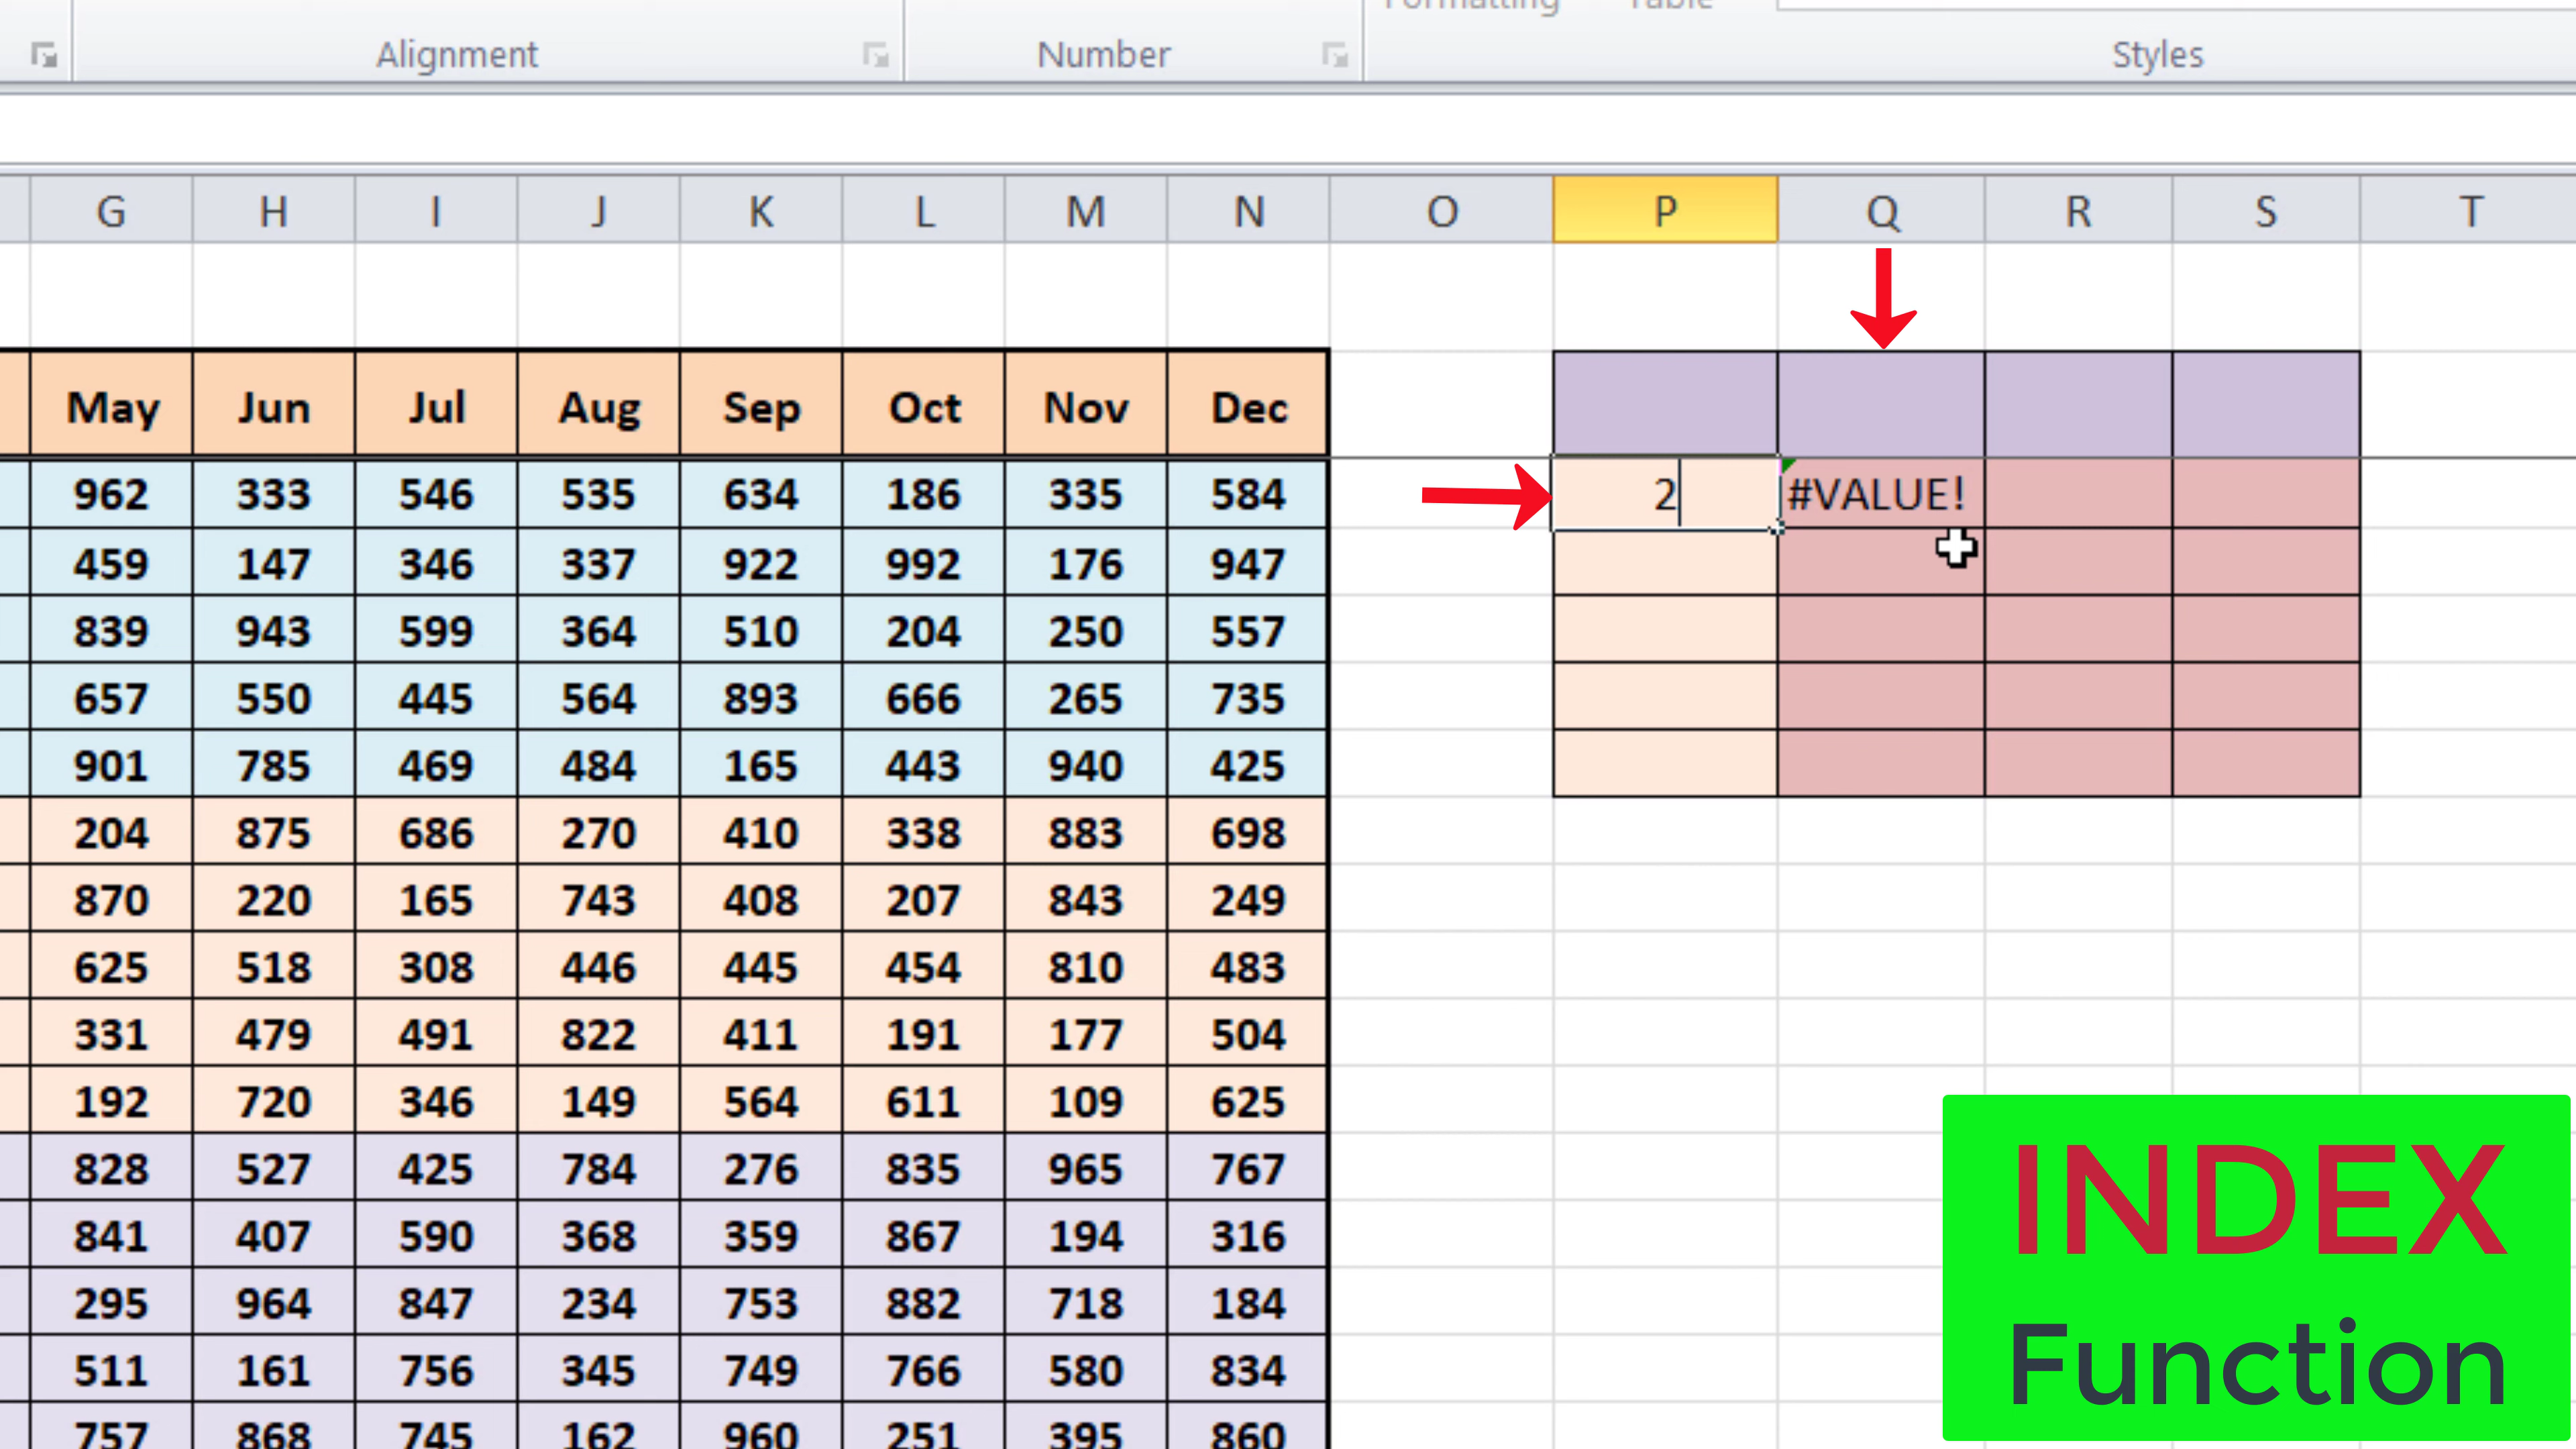 Formatting Table
Alignment Number Styles
G H I J K L M N O P Q R S T
May Jun Jul Aug Sep Oct Nov Dec
962 333 546 535 634 186 335 584 2 #VALUE!
459 147 346 337 922 992 176 947
839 943 599 364 510 204 250 557
657 550 445 564 893 666 265 735
901 785 469 484 165 443 940 425
204 875 686 270 410 338 883 698
870 220 165 743 408 207 843 249
625 518 308 446 445 454 810 483
331 479 491 822 411 191 177 504
192 720 346 149 564 611 109 625
828 527 425 784 276 835 965 767
841 407 590 368 359 867 194 316
295 964 847 234 753 882 718 184
511 161 756 345 749 766 580 834
757 868 745 162 960 251 395 860
INDEX
Function